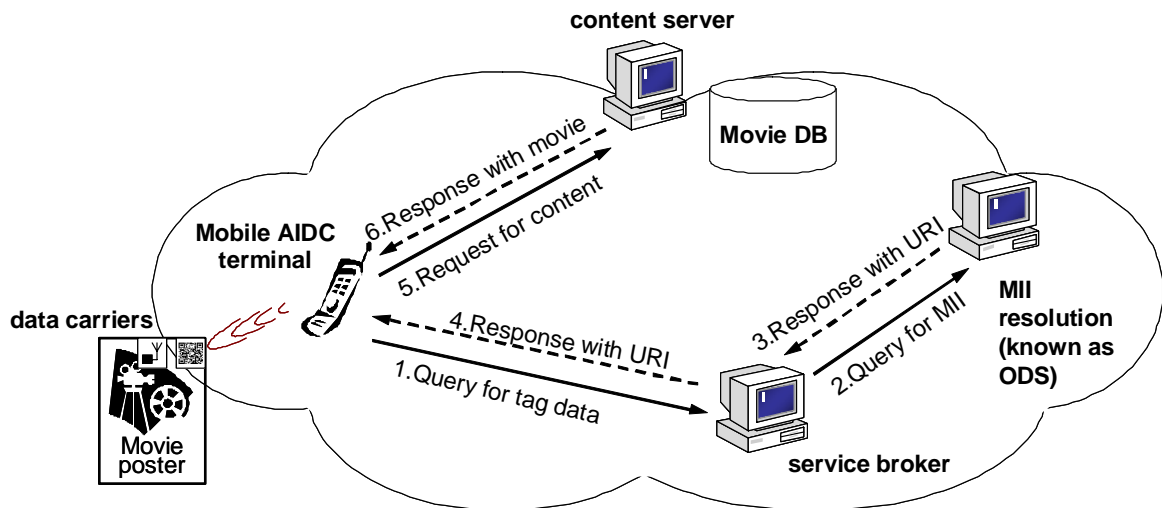 content server
Movie DB
6.Response with movie
5.Request for content
Mobile AIDC
terminal
data carriers
Movie
poster
4.Response with URI
1.Query for tag data
3.Response with URI
2.Query for MII
MII
resolution
(known as
ODS)
service broker